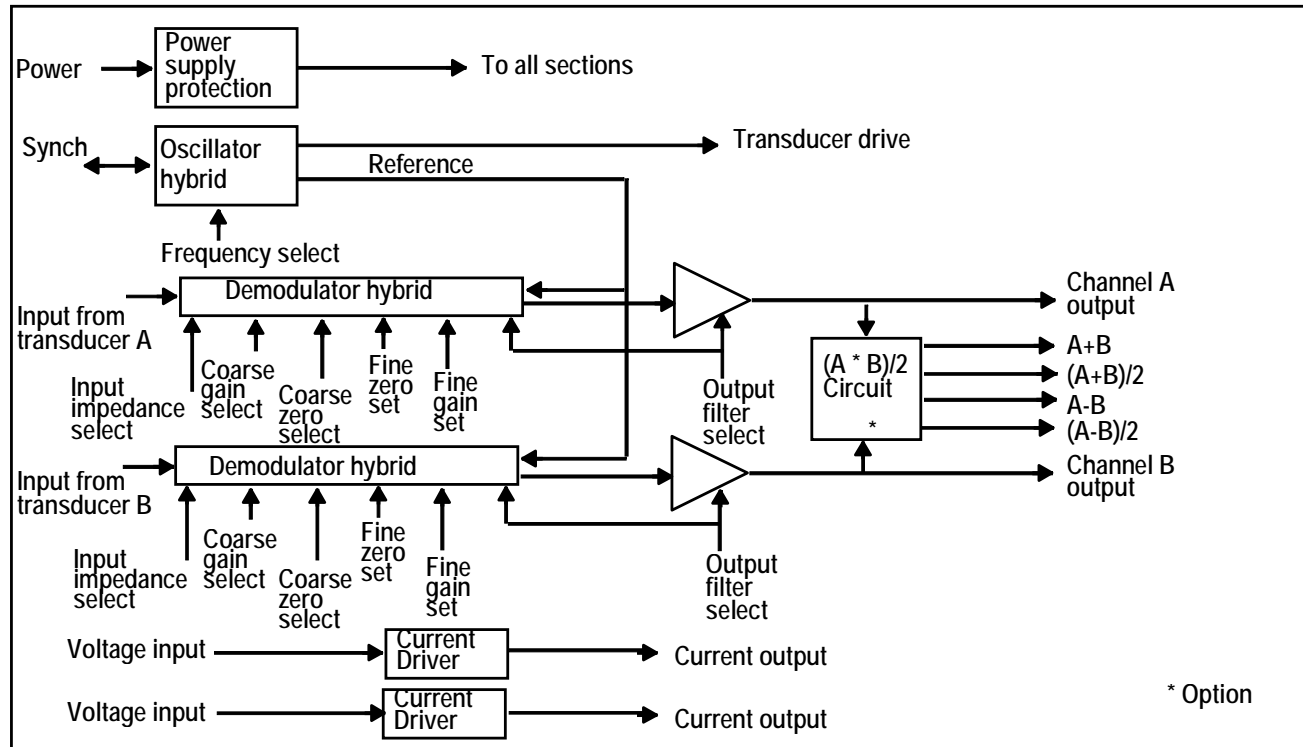 Power
Power
supply
protection
To all sections
Synch
Oscillator
hybrid
Transducer drive
Reference
Frequency select
Demodulator hybrid
Input from
transducer A
Input
impedance
select
Coarse
gain
select
Coarse
zero
select
Fine
zero
set
Fine
gain
set
Output
filter
select
Channel A
output
(A * B)/2
Circuit
*
A+B
(A+B)/2
A-B
(A-B)/2
Demodulator hybrid
Input from
transducer B
Input
impedance
select
Coarse
gain
select
Coarse
zero
select
Fine
zero
set
Fine
gain
set
Output
filter
select
Channel B
output
Voltage input
Current
Driver
Current output
Voltage input
Current
Driver
Current output
* Option